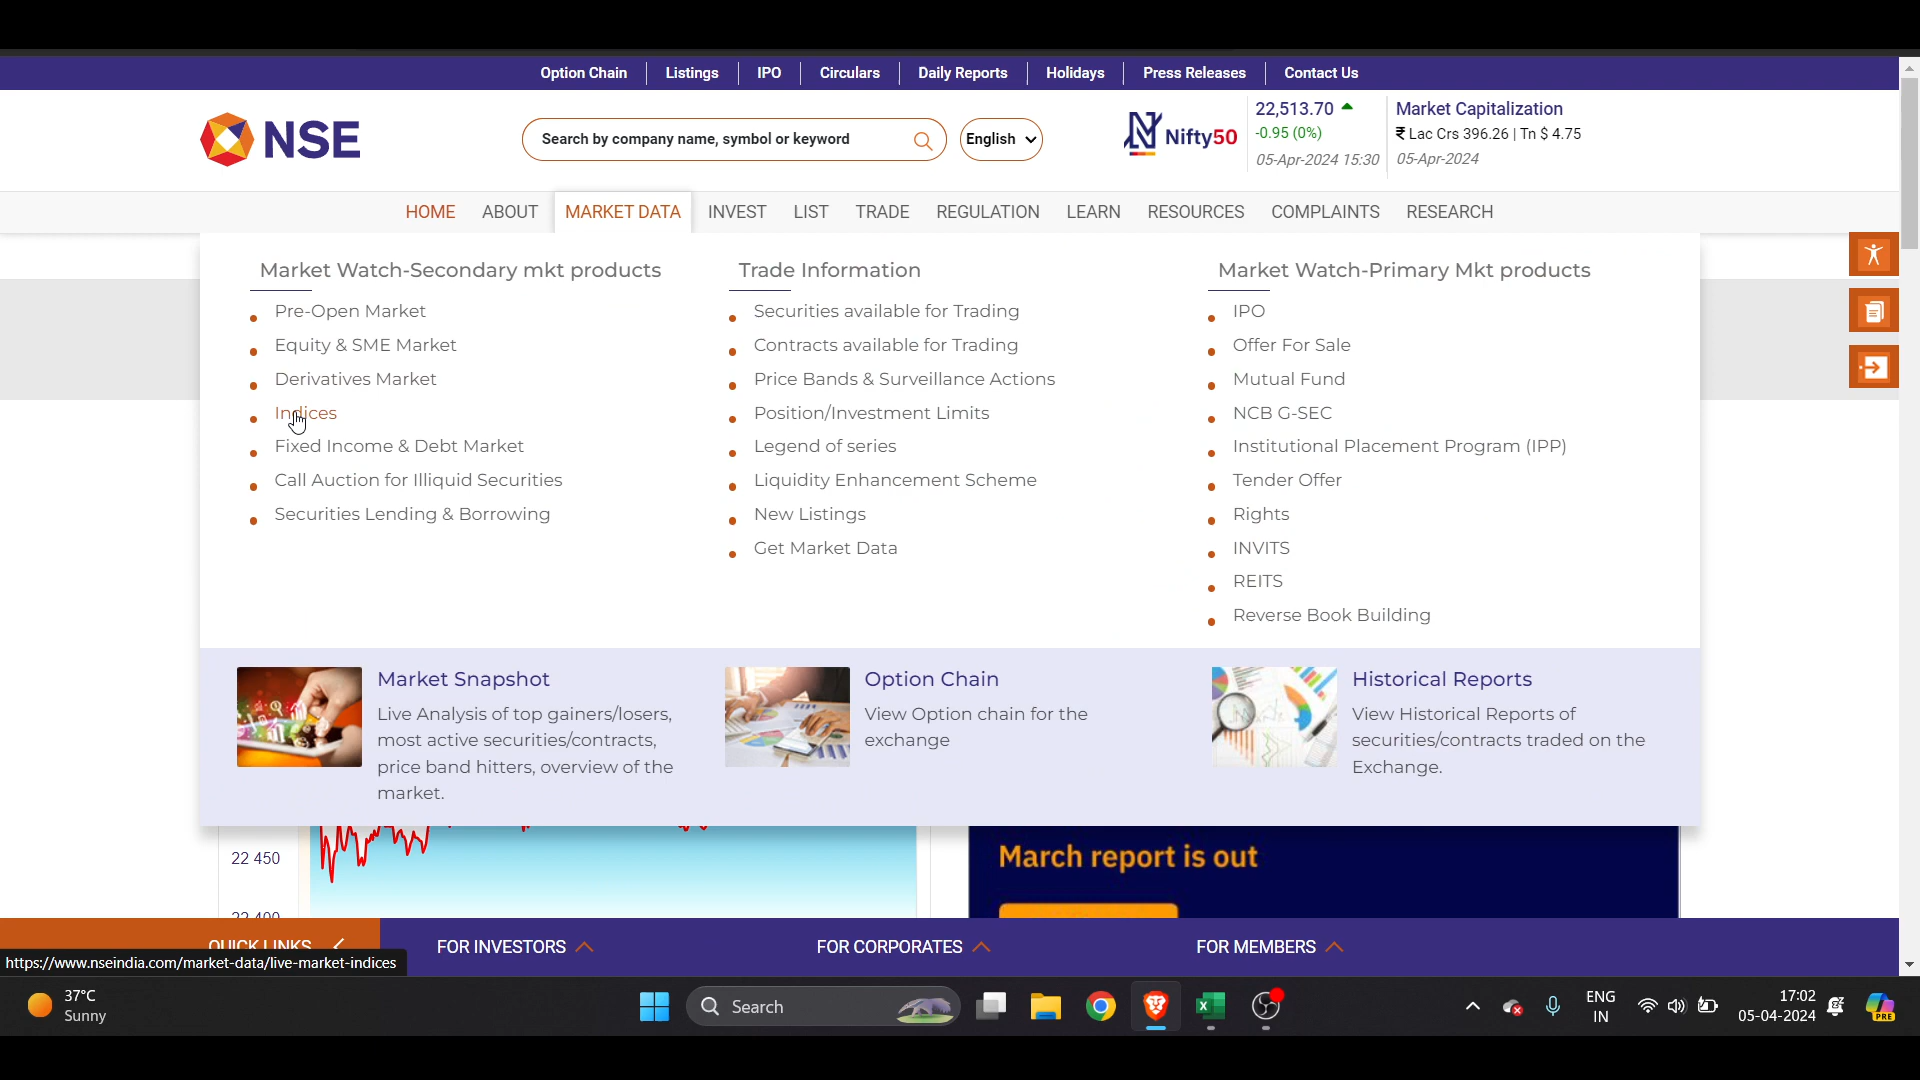 Option Chain
Listings
IPO
Circulars
Daily Reports
Holidays
Press Releases
Contact Us
NSE
Search by company name, symbol or keyword
English
Nifty50
22,513.70
-0.95 (0%)
05-Apr-2024 15:30
Market Capitalization
₹ Lac Crs 396.26 | Tn $ 4.75
05-Apr-2024
HOME
ABOUT
MARKET DATA
INVEST
LIST
TRADE
REGULATION
LEARN
RESOURCES
COMPLAINTS
RESEARCH
Market Watch-Secondary mkt products
Pre-Open Market
Equity & SME Market
Derivatives Market
Indices
Fixed Income & Debt Market
Call Auction for Illiquid Securities
Securities Lending & Borrowing
Trade Information
Securities available for Trading
Contracts available for Trading
Price Bands & Surveillance Actions
Position/Investment Limits
Legend of series
Liquidity Enhancement Scheme
New Listings
Get Market Data
Market Watch-Primary Mkt products
IPO
Offer For Sale
Mutual Fund
NCB G-SEC
Institutional Placement Program (IPP)
Tender Offer
Rights
INVITS
REITS
Reverse Book Building
Market Snapshot
Live Analysis of top gainers/losers,
most active securities/contracts,
price band hitters, overview of the
market.
Option Chain
View Option chain for the
exchange
Historical Reports
View Historical Reports of
securities/contracts traded on the
Exchange.
22 450
22 400
March report is out
QUICK LINKS
FOR INVESTORS
FOR CORPORATES
FOR MEMBERS
https://www.nseindia.com/market-data/live-market-indices
37°C
Sunny
Search
ENG
IN
17:02
05-04-2024
PRE